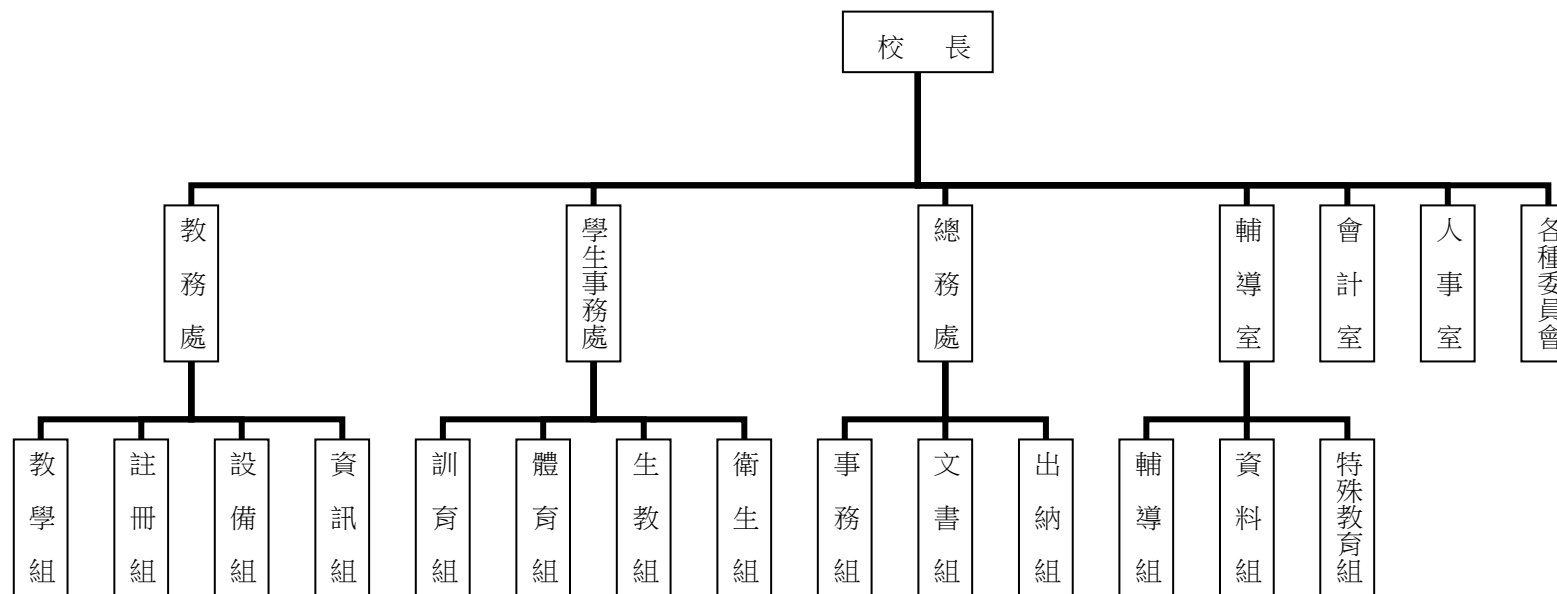 校 長
教務處
學生事務處
總務處
輔導室
會計室
人事室
各種委員會
教學組
註冊組
設備組
資訊組
訓育組
體育組
生教組
衛生組
事務組
文書組
出納組
輔導組
資料組
特殊教育組